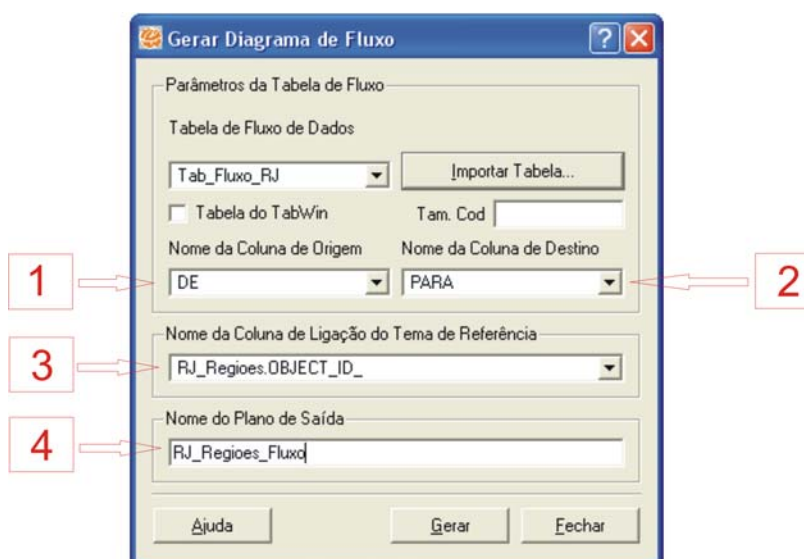 Gerar Diagrama de Fluxo
Parâmetros da Tabela de Fluxo
Tabela de Fluxo de Dados
Tab_Fluxo_RJ
Importar Tabela...
Tabela do TabWin
Tam. Cod
Nome da Coluna de Origem
Nome da Coluna de Destino
1
DE
PARA
2
Nome da Coluna de Ligação do Tema de Referência
3
RJ_Regioes.OBJECT_ID_
Nome do Plano de Saída
4
RJ_Regioes_Fluxo
Ajuda
Gerar
Fechar